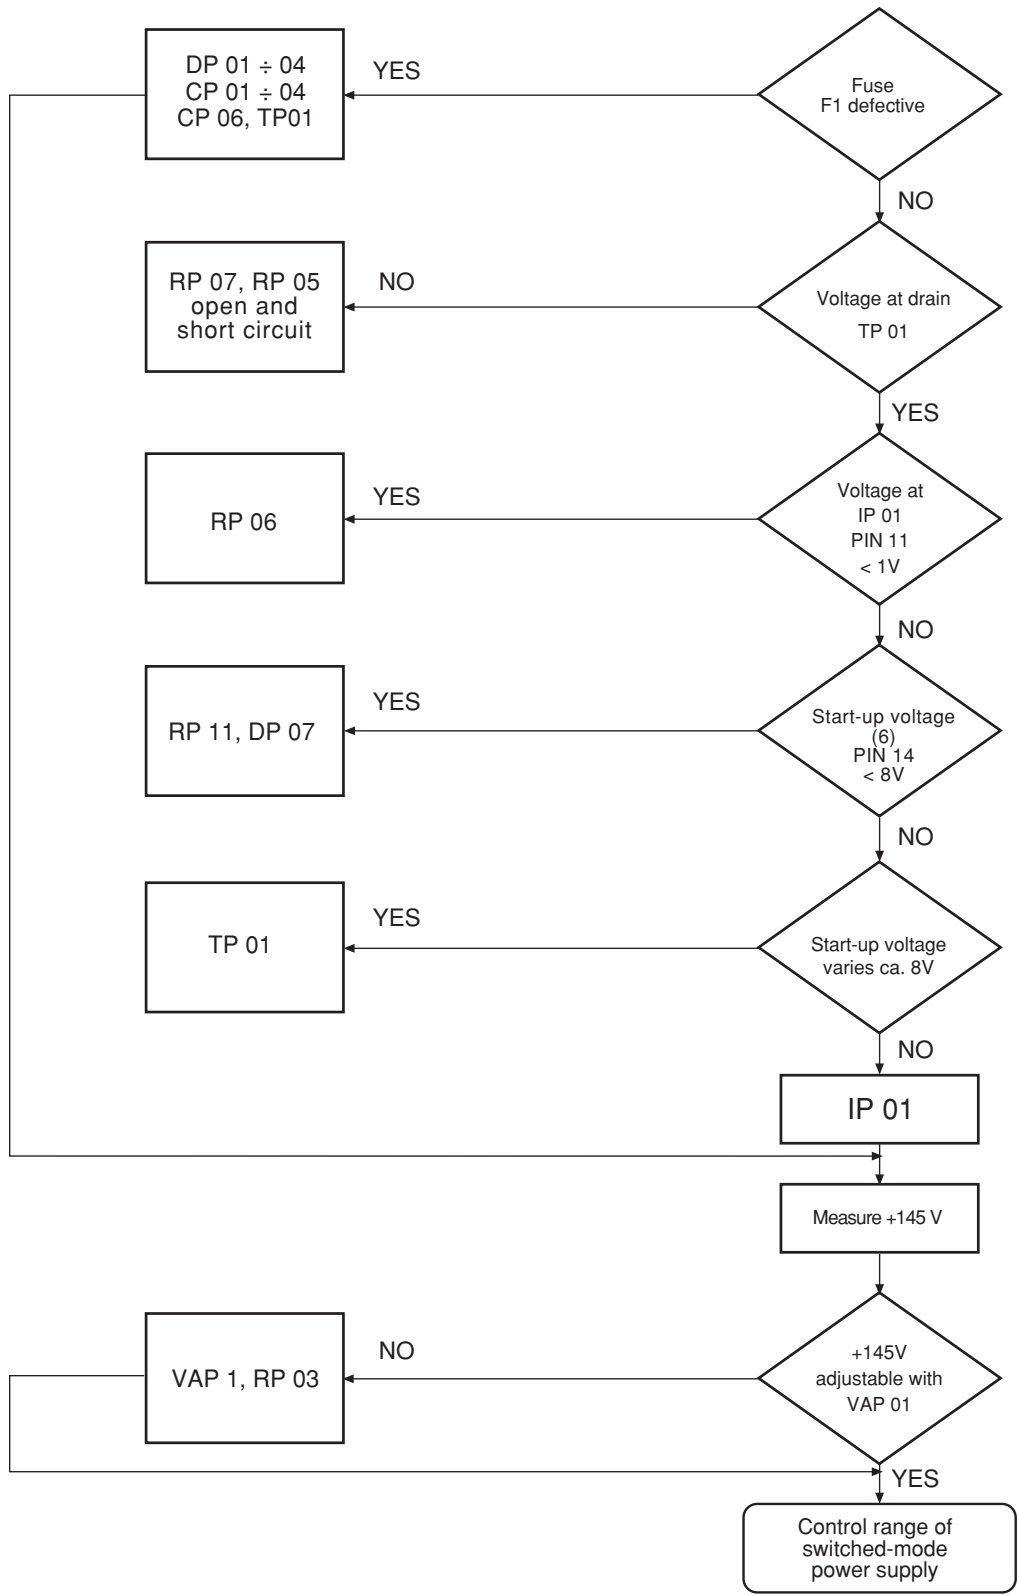 DP 01 ÷ 04
CP 01 ÷ 04
CP 06, TP01
YES
Fuse
F1 defective
NO
RP 07, RP 05
open and
short circuit
NO
Voltage at drain
TP 01
YES
RP 06
YES
Voltage at
IP 01
PIN 11
< 1V
NO
RP 11, DP 07
YES
Start-up voltage
(6)
PIN 14
< 8V
NO
TP 01
YES
Start-up voltage
varies ca. 8V
NO
IP 01
Measure +145 V
VAP 1, RP 03
NO
+145V
adjustable with
VAP 01
YES
Control range of
switched-mode
power supply